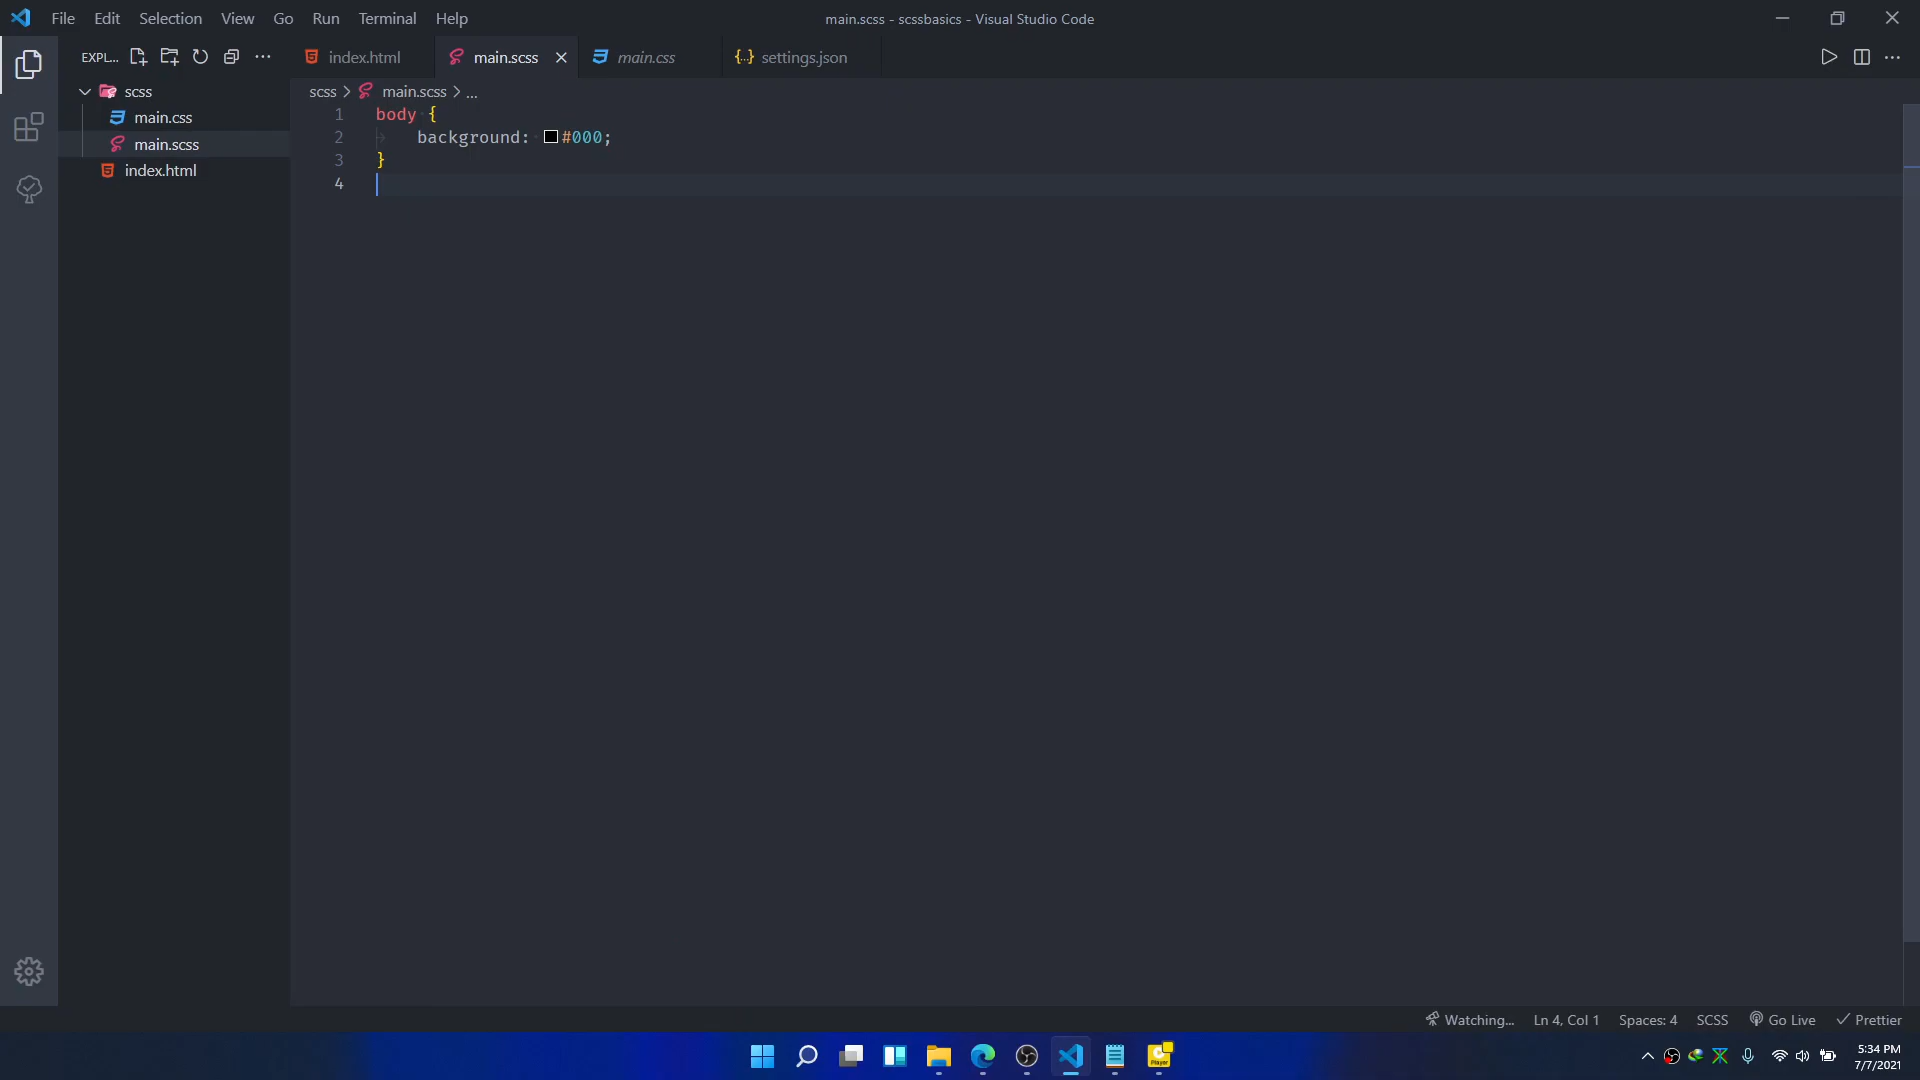 File Edit Selection View Go Run Terminal Help
main.scss - scssbasics - Visual Studio Code
EXPL...
index.html
main.scss
main.css
settings.json
scss
main.css
main.scss
index.html
scss > main.scss > ...
1 body {
2 background: #000;
3 }
4
Watching...
Ln 4, Col 1
Spaces: 4
SCSS
Go Live
Prettier
5:34 PM
7/7/2021